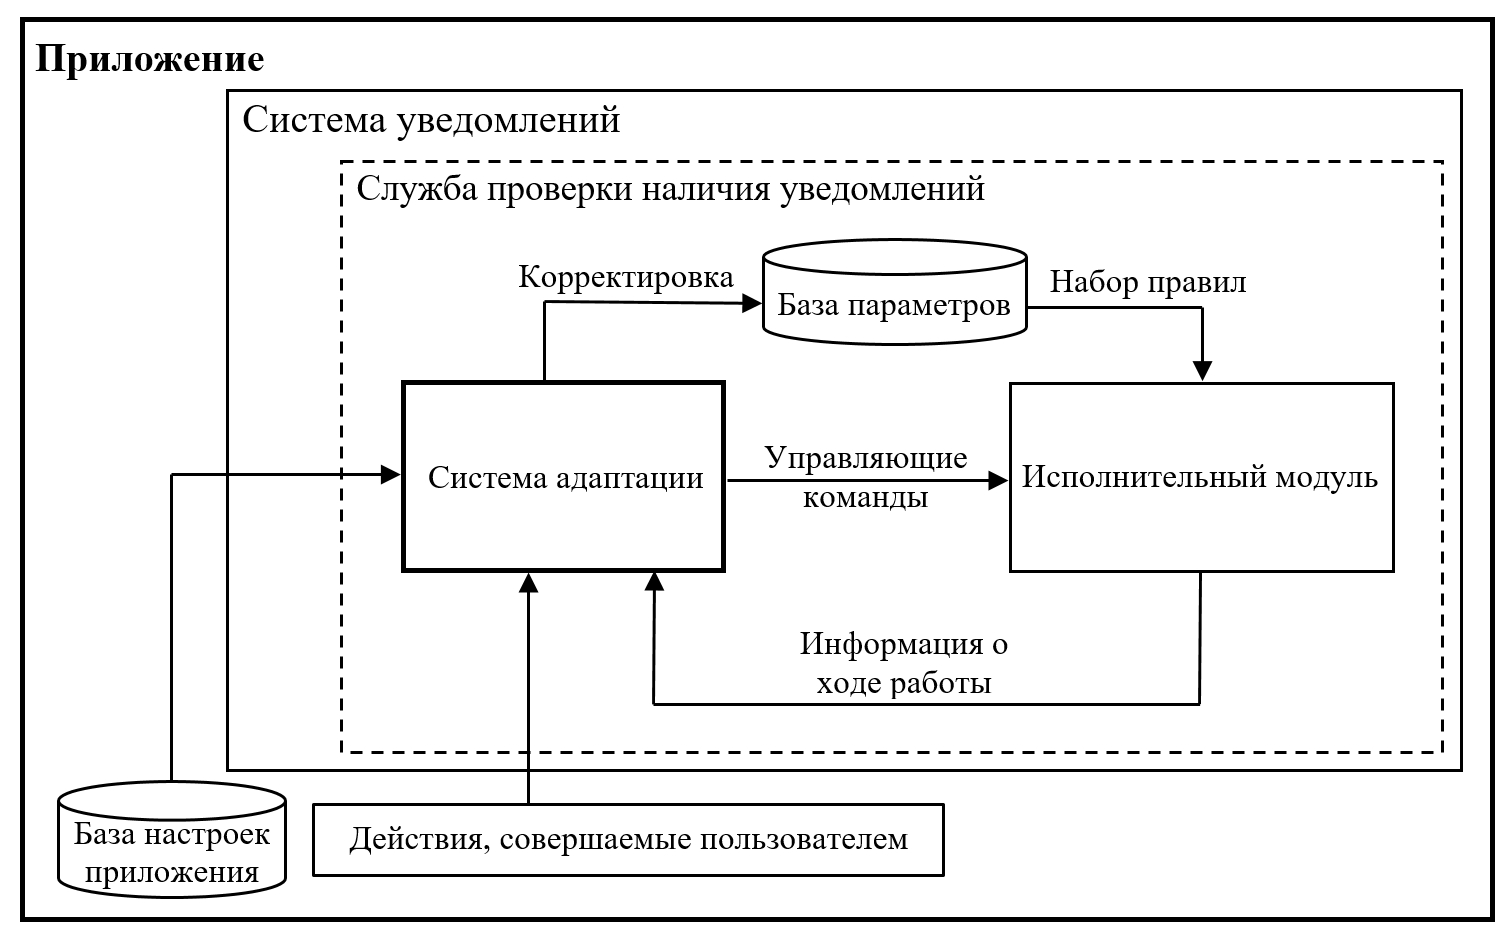 Приложение
Система уведомлений
Служба проверки наличия уведомлений
Корректировка
База параметров
Набор правил
Система адаптации
Управляющие
команды
Исполнительный модуль
Информация о
ходе работы
База настроек
приложения
Действия, совершаемые пользователем